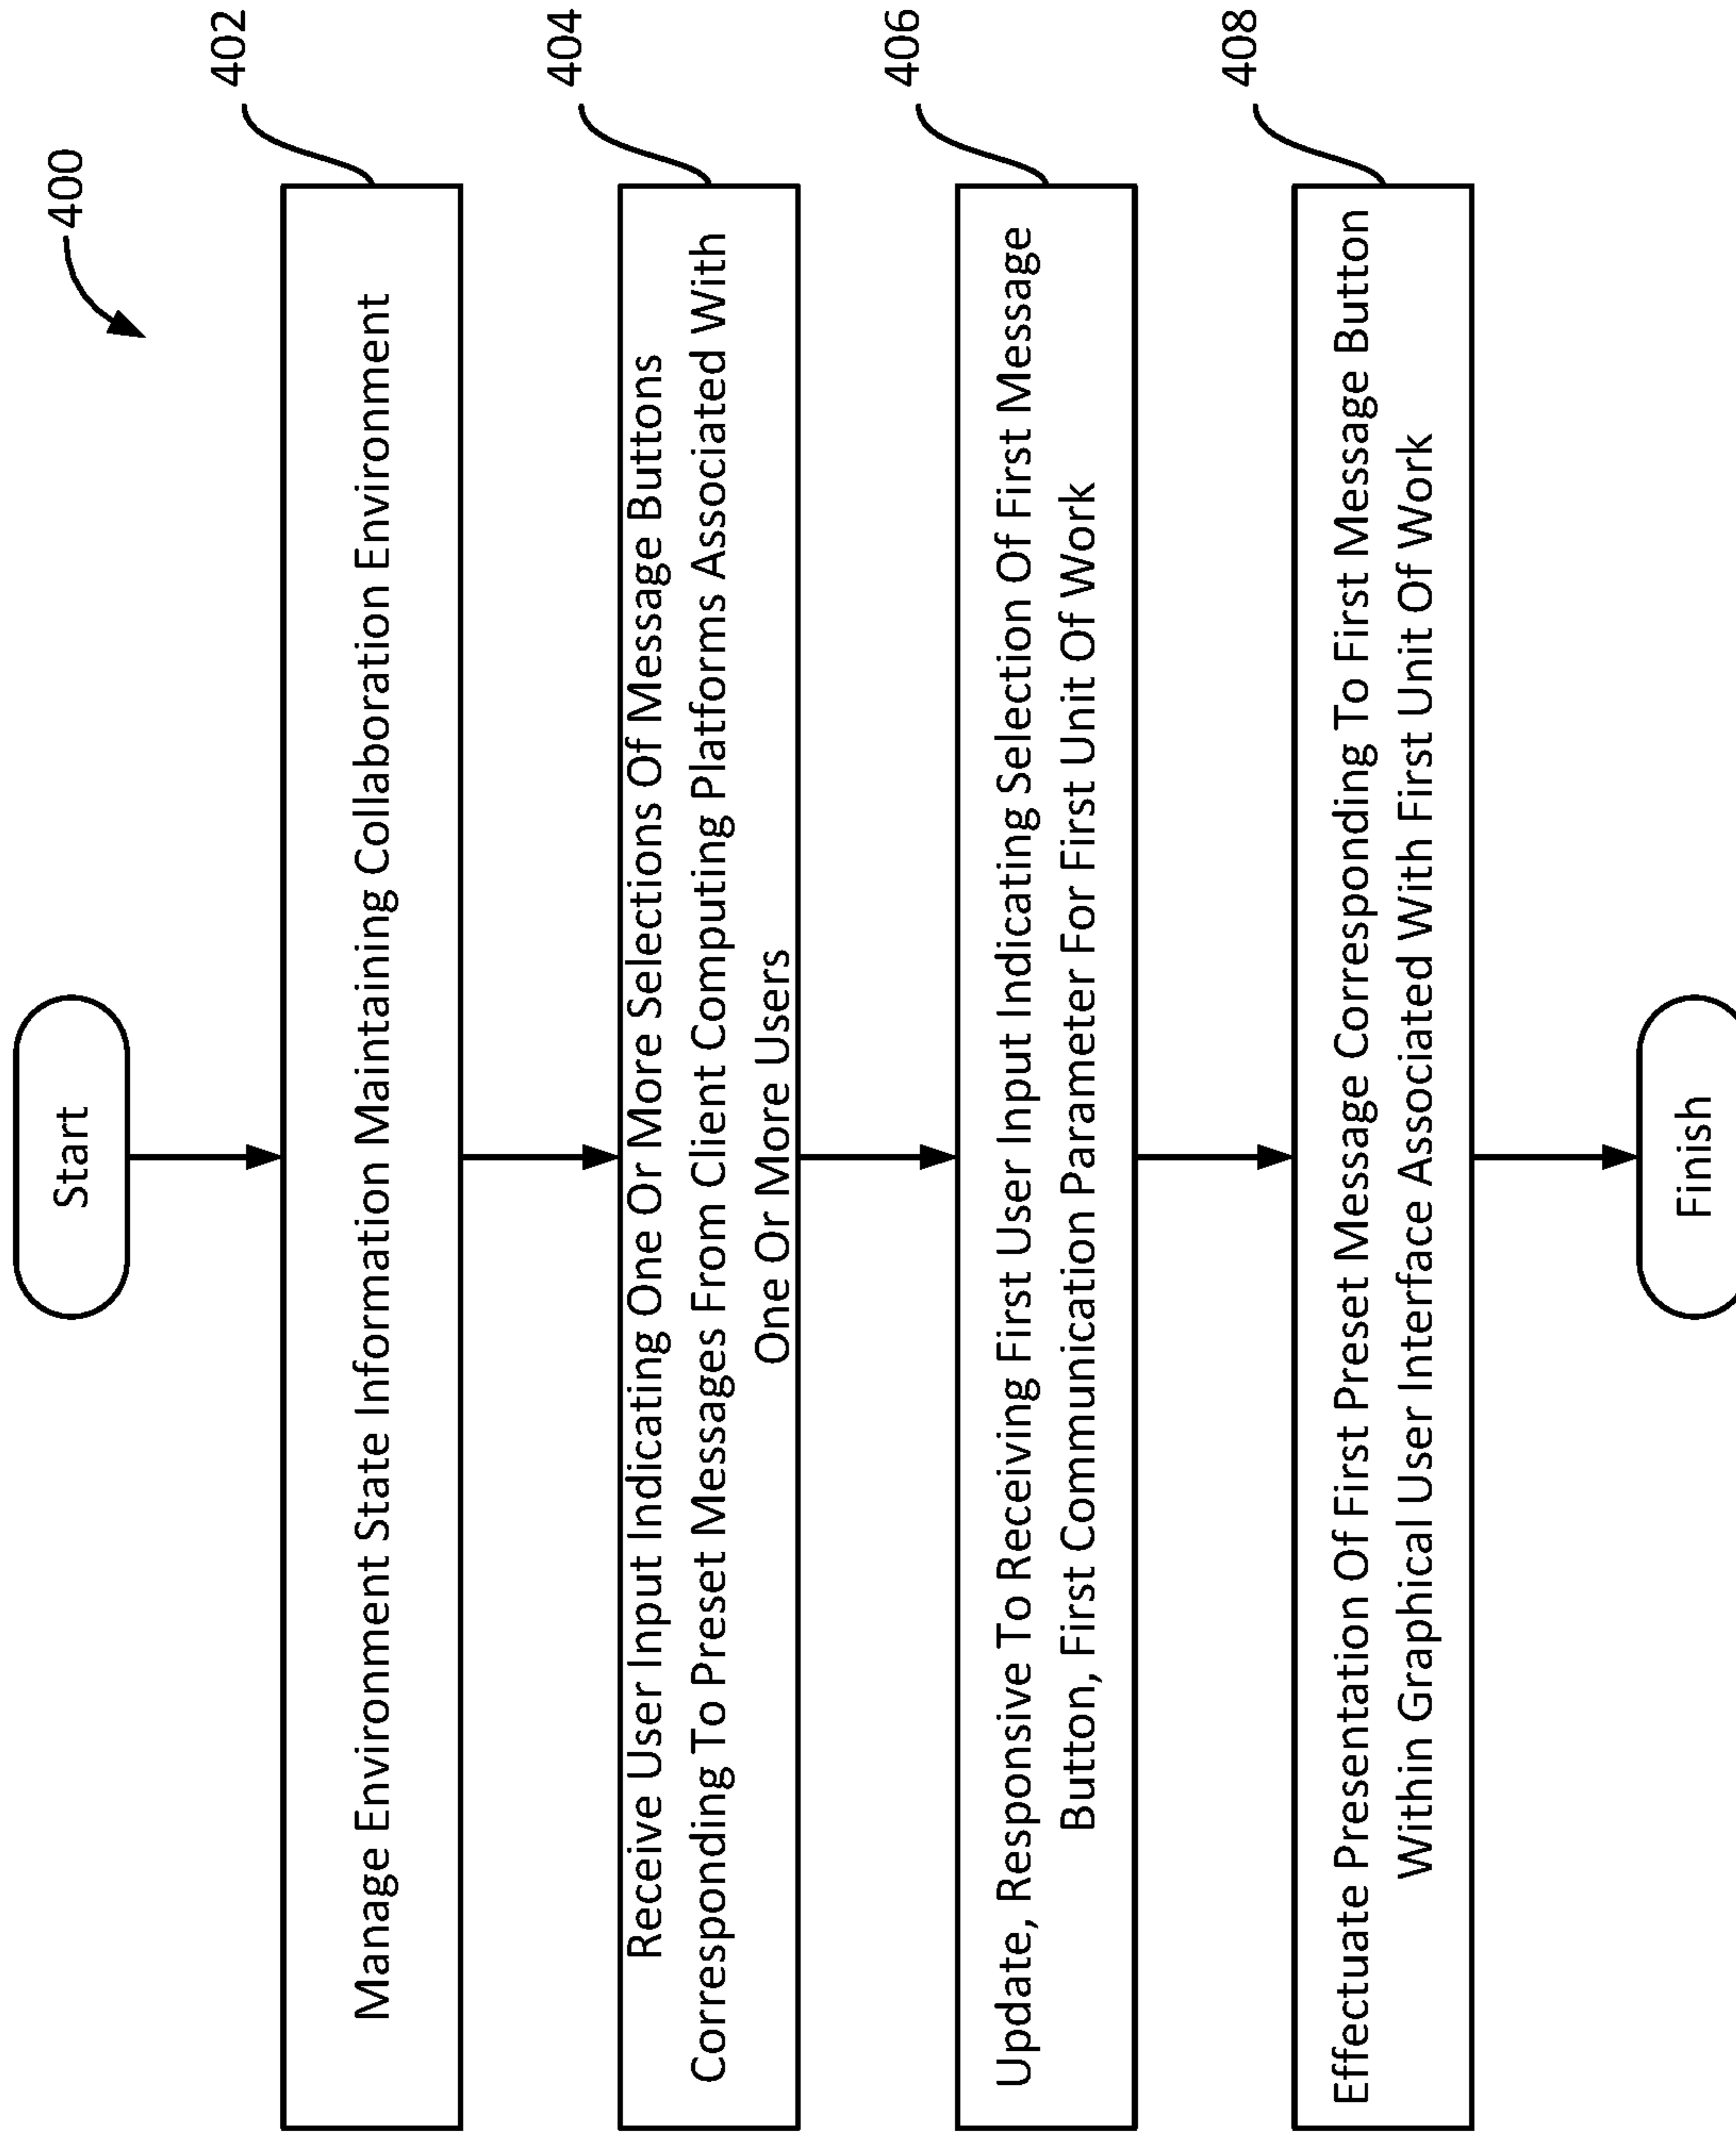 400
Start
Manage Environment State Information Maintaining Collaboration Environment
402
Receive User Input Indicating One Or More Selections Of Message Buttons
Corresponding To Preset Messages From Client Computing Platforms Associated With
One Or More Users
404
Update, Responsive To Receiving First User Input Indicating Selection Of First Message
Button, First Communication Parameter For First Unit Of Work
406
Effectuate Presentation Of First Preset Message Corresponding To First Message Button
Within Graphical User Interface Associated With First Unit Of Work
408
Finish